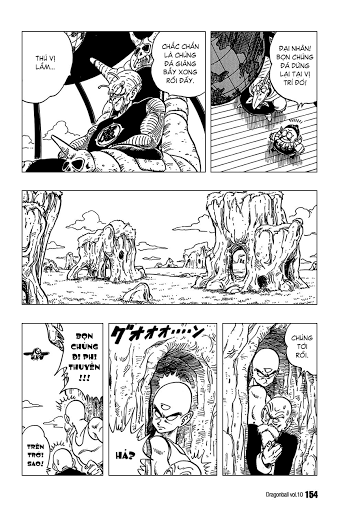 ĐẠI NHÂN!
BỌN CHÚNG
ĐÃ DỪNG
LẠI TẠI VỊ
TRÍ ĐÓ!
CHẮC CHẮN
LÀ CHÚNG
ĐÃ GIĂNG
BẪY XONG
RỒI ĐẤY.
THÚ VỊ
LẮM...
CHÚNG
TỚI
RỒI.
グオオオ‥‥ン
HẢ?
BỌN
CHÚNG
ĐI PHI
THUYỀN
!!!
TRÊN
TRỜI
SAO!
Dragonball vol.10 154